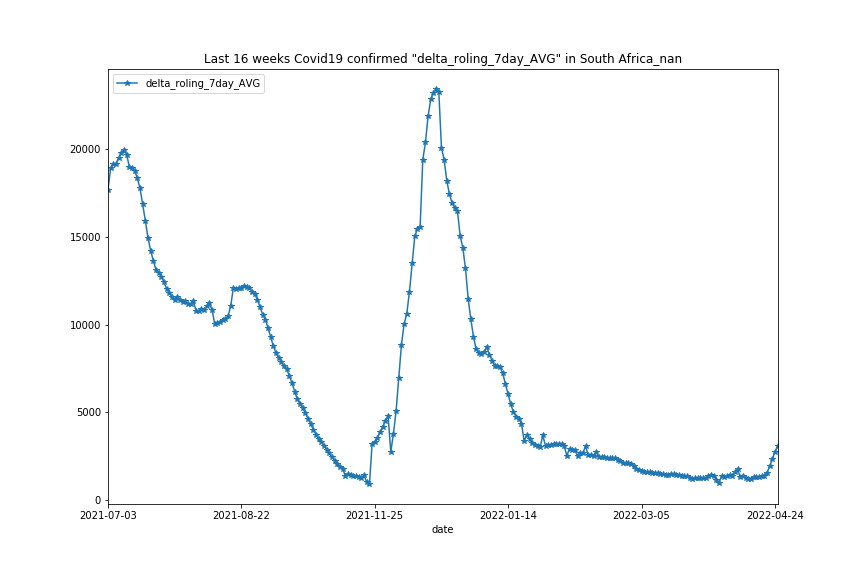 Last 16 weeks Covid19 confirmed "delta_roling_7day_AVG" in South Africa_nan
delta_roling_7day_AVG
20000
15000
10000
5000
0
2021-07-03 2021-08-22 2021-11-25 2022-01-14 2022-03-05 2022-04-24
date